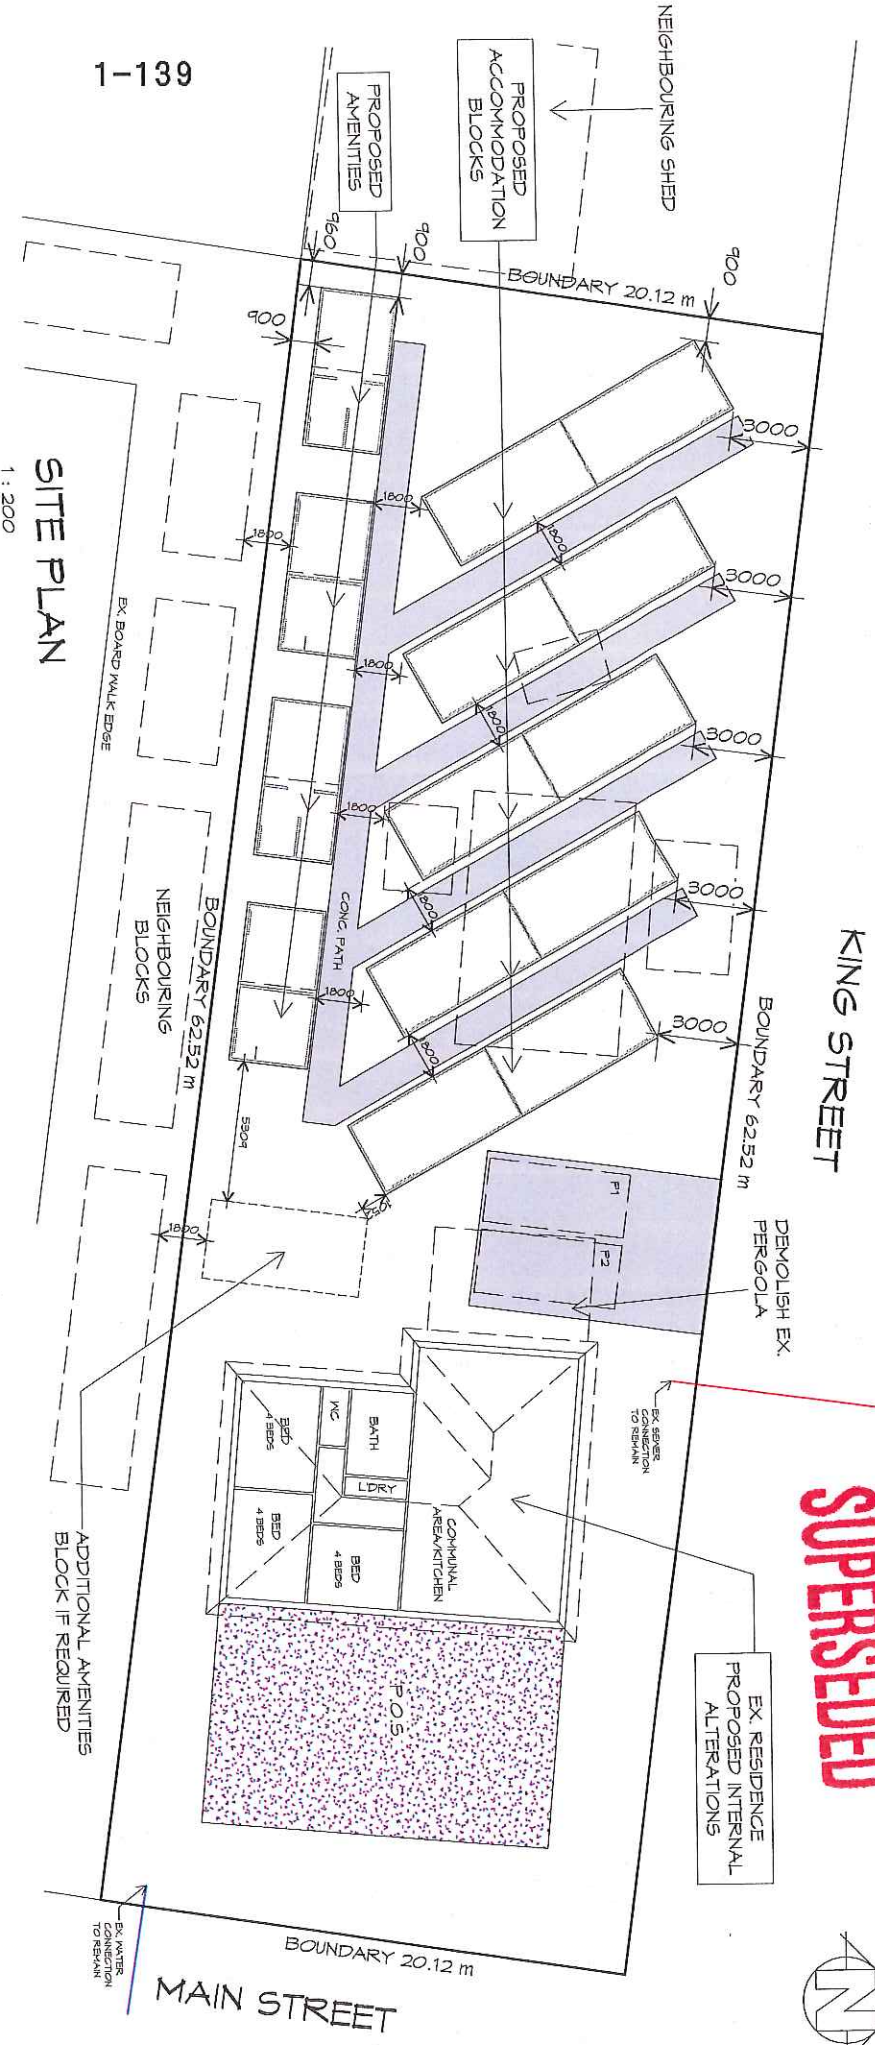 1-139
NEIGHBOURING SHED
PROPOSED
ACCOMMODATION
BLOCKS
PROPOSED
AMENITIES
960
900
900
900
BOUNDARY 20.12 m
3000
3000
3000
3000
3000
1800
1800
1800
1800
1800
1800
1800
1800
1800
1052
5309
1800
CONC. PATH
KING STREET
BOUNDARY 62.52 m
BOUNDARY 62.52 m
NEIGHBOURING
BLOCKS
EX. BOARD WALK EDGE
SITE PLAN
1 : 200
P1
P2
DEMOLISH EX.
PERGOLA
EX. SEWER
CONNECTION
TO REMAIN
SUPERSEDED
BED
4 BEDS
WC
BATH
L'DRY
BED
4 BEDS
BED
4 BEDS
COMMUNAL
AREA/KITCHEN
ADDITIONAL AMENITIES
BLOCK IF REQUIRED
P.O.S
EX. RESIDENCE
PROPOSED INTERNAL
ALTERATIONS
N
BOUNDARY 20.12 m
EX. WATER
CONNECTION
TO REMAIN
MAIN STREET